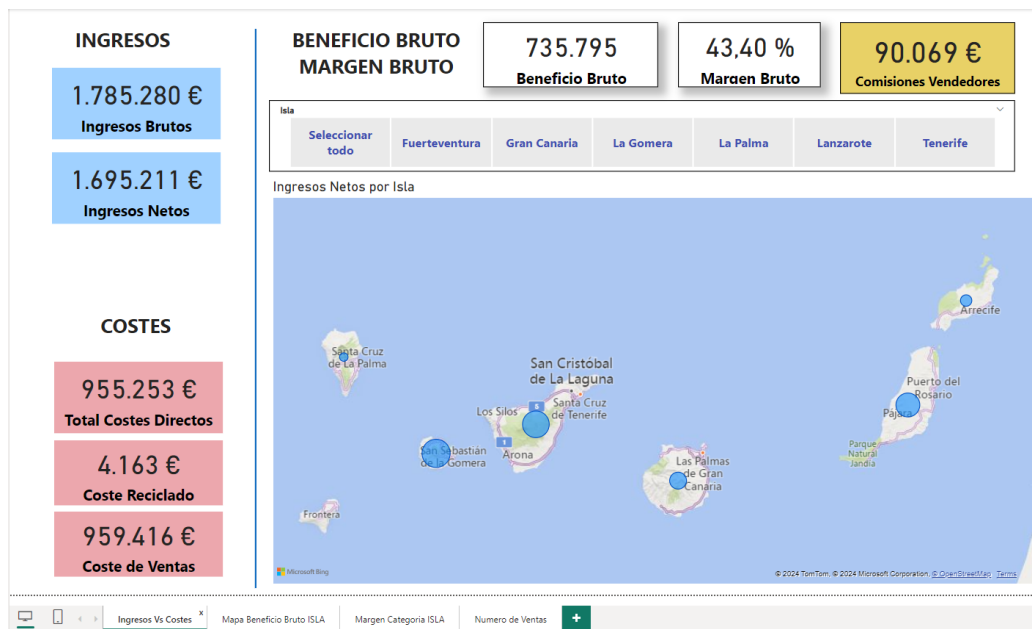 INGRESOS
1.785.280 €
Ingresos Brutos
1.695.211 €
Ingresos Netos
COSTES
955.253 €
Total Costes Directos
4.163 €
Coste Reciclado
959.416 €
Coste de Ventas
BENEFICIO BRUTO
MARGEN BRUTO
735.795
Beneficio Bruto
43,40 %
Margen Bruto
90.069 €
Comisiones Vendedores
Isla
Seleccionar
todo
Fuerteventura
Gran Canaria
La Gomera
La Palma
Lanzarote
Tenerife
Ingresos Netos por Isla
Arrecife
Santa Cruz
de La Palma
San Cristóbal
de La Laguna
Puerto del
Rosario
Pájara
Los Silos
5
Santa Cruz
de Tenerife
1
San Sebastián
de la Gomera
Arona
Parque
Natural
Jandía
Las Palmas
de Gran
Canaria
Frontera
Microsoft Bing
© 2024 TomTom, © 2024 Microsoft Corporation, © OpenStreetMap Terms
Ingresos Vs Costes x
Mapa Beneficio Bruto ISLA
Margen Categoria ISLA
Numero de Ventas
+